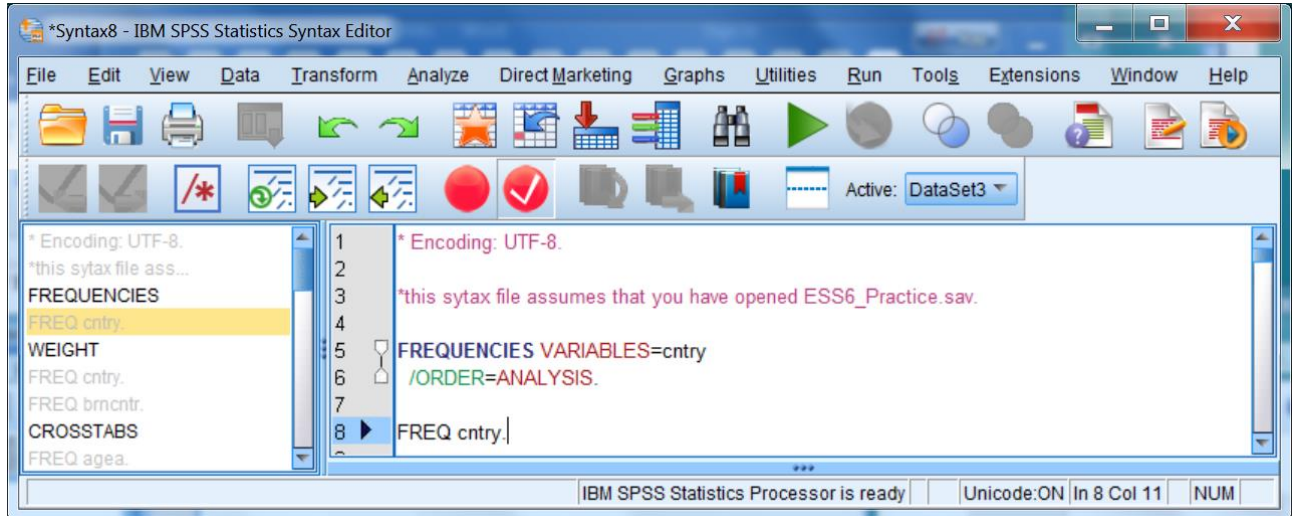 *Syntax8 - IBM SPSS Statistics Syntax Editor
File Edit View Data Transform Analyze Direct Marketing Graphs Utilities Run Tools Extensions Window Help
/*
Active: DataSet3
* Encoding: UTF-8.
*this sytax file ass...
FREQUENCIES
FREQ cntry.
WEIGHT
FREQ cntry.
FREQ brncntr.
CROSSTABS
FREQ agea.
1 * Encoding: UTF-8.
2
3 *this sytax file assumes that you have opened ESS6_Practice.sav.
4
5 FREQUENCIES VARIABLES=cntry
6 /ORDER=ANALYSIS.
7
8 FREQ cntry.
IBM SPSS Statistics Processor is ready Unicode:ON In 8 Col 11 NUM